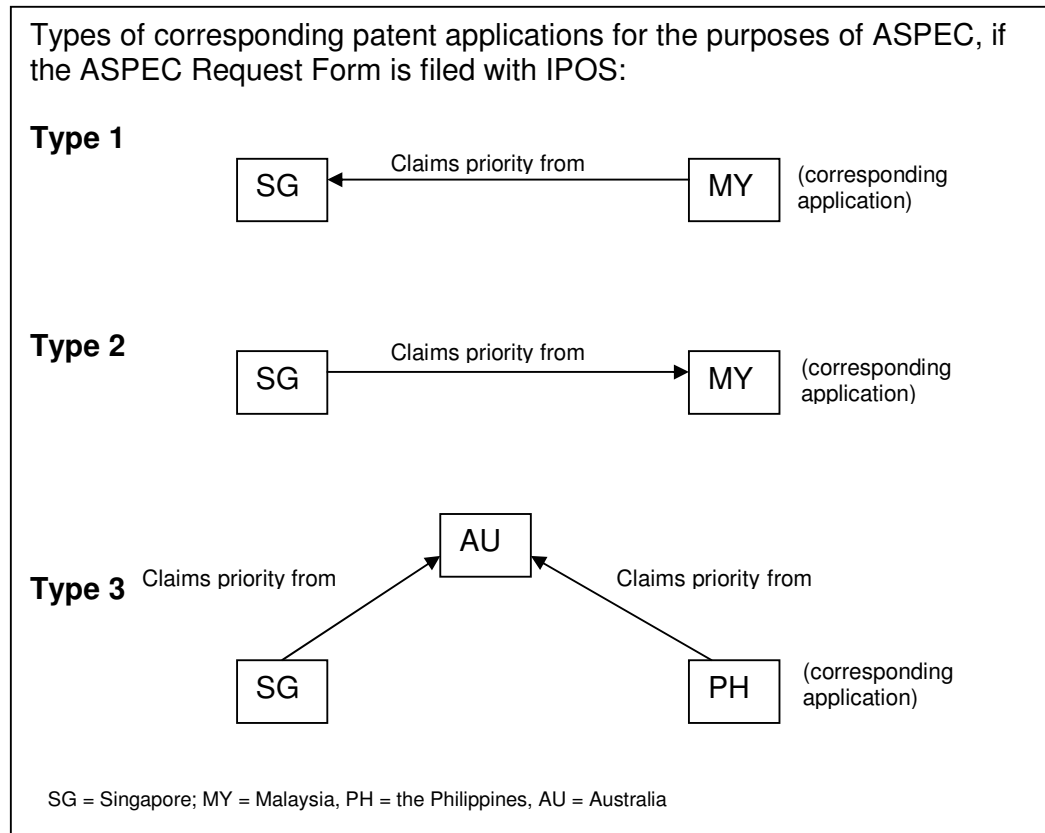 Types of corresponding patent applications for the purposes of ASPEC, if
the ASPEC Request Form is filed with IPOS:
Type 1
SG
Claims priority from
MY
(corresponding
application)
Type 2
SG
Claims priority from
MY
(corresponding
application)
AU
Type 3
Claims priority from
Claims priority from
SG
PH
(corresponding
application)
SG = Singapore; MY = Malaysia, PH = the Philippines, AU = Australia